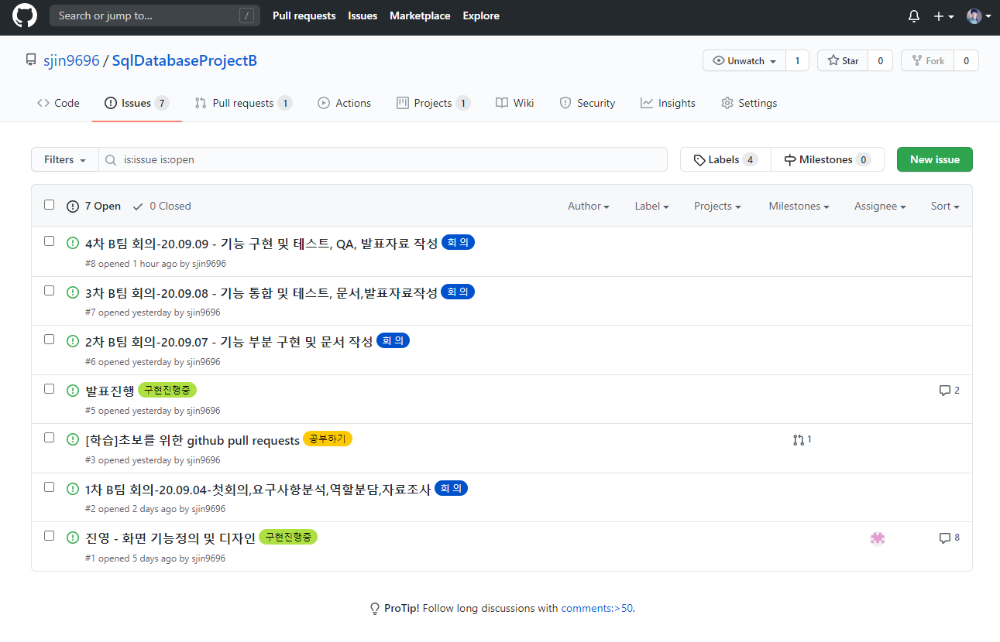 Search or jump to... /
Pull requests Issues Marketplace Explore
sjin9696 / SqlDatabaseProjectB
Unwatch 1 Star 0 Fork 0
Code Issues 7 Pull requests 1 Actions Projects 1 Wiki Security Insights Settings
Filters is:issue is:open Labels 4 Milestones 0 New issue
7 Open 0 Closed Author Label Projects Milestones Assignee Sort
4차 B팀 회의-20.09.09 - 기능 구현 및 테스트, QA, 발표자료 작성 회 의
#8 opened 1 hour ago by sjin9696
3차 B팀 회의-20.09.08 - 기능 통합 및 테스트, 문서,발표자료작성 회 의
#7 opened yesterday by sjin9696
2차 B팀 회의-20.09.07 - 기능 부분 구현 및 문서 작성 회 의
#6 opened yesterday by sjin9696
발표진행 구현진행중 2
#5 opened yesterday by sjin9696
[학습]초보를 위한 github pull requests 공부하기 1
#3 opened yesterday by sjin9696
1차 B팀 회의-20.09.04-첫회의,요구사항분석,역할분담,자료조사 회 의
#2 opened 2 days ago by sjin9696
진영 - 화면 기능정의 및 디자인 구현진행중 8
#1 opened 5 days ago by sjin9696
ProTip! Follow long discussions with comments:>50.